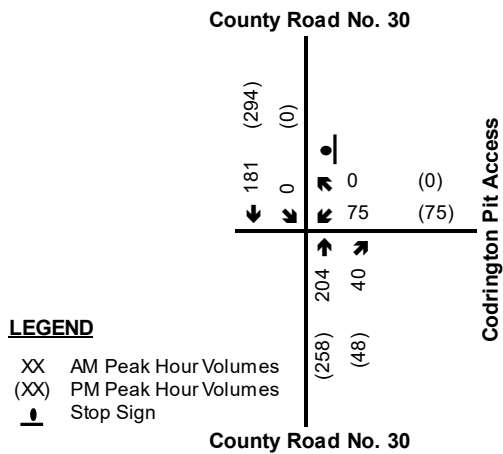 County Road No. 30
(294)
(0)
181
0
0 (0)
75 (75)
Codrington Pit Access
204
40
(258)
(48)
LEGEND
XX AM Peak Hour Volumes
(XX) PM Peak Hour Volumes
Stop Sign
County Road No. 30